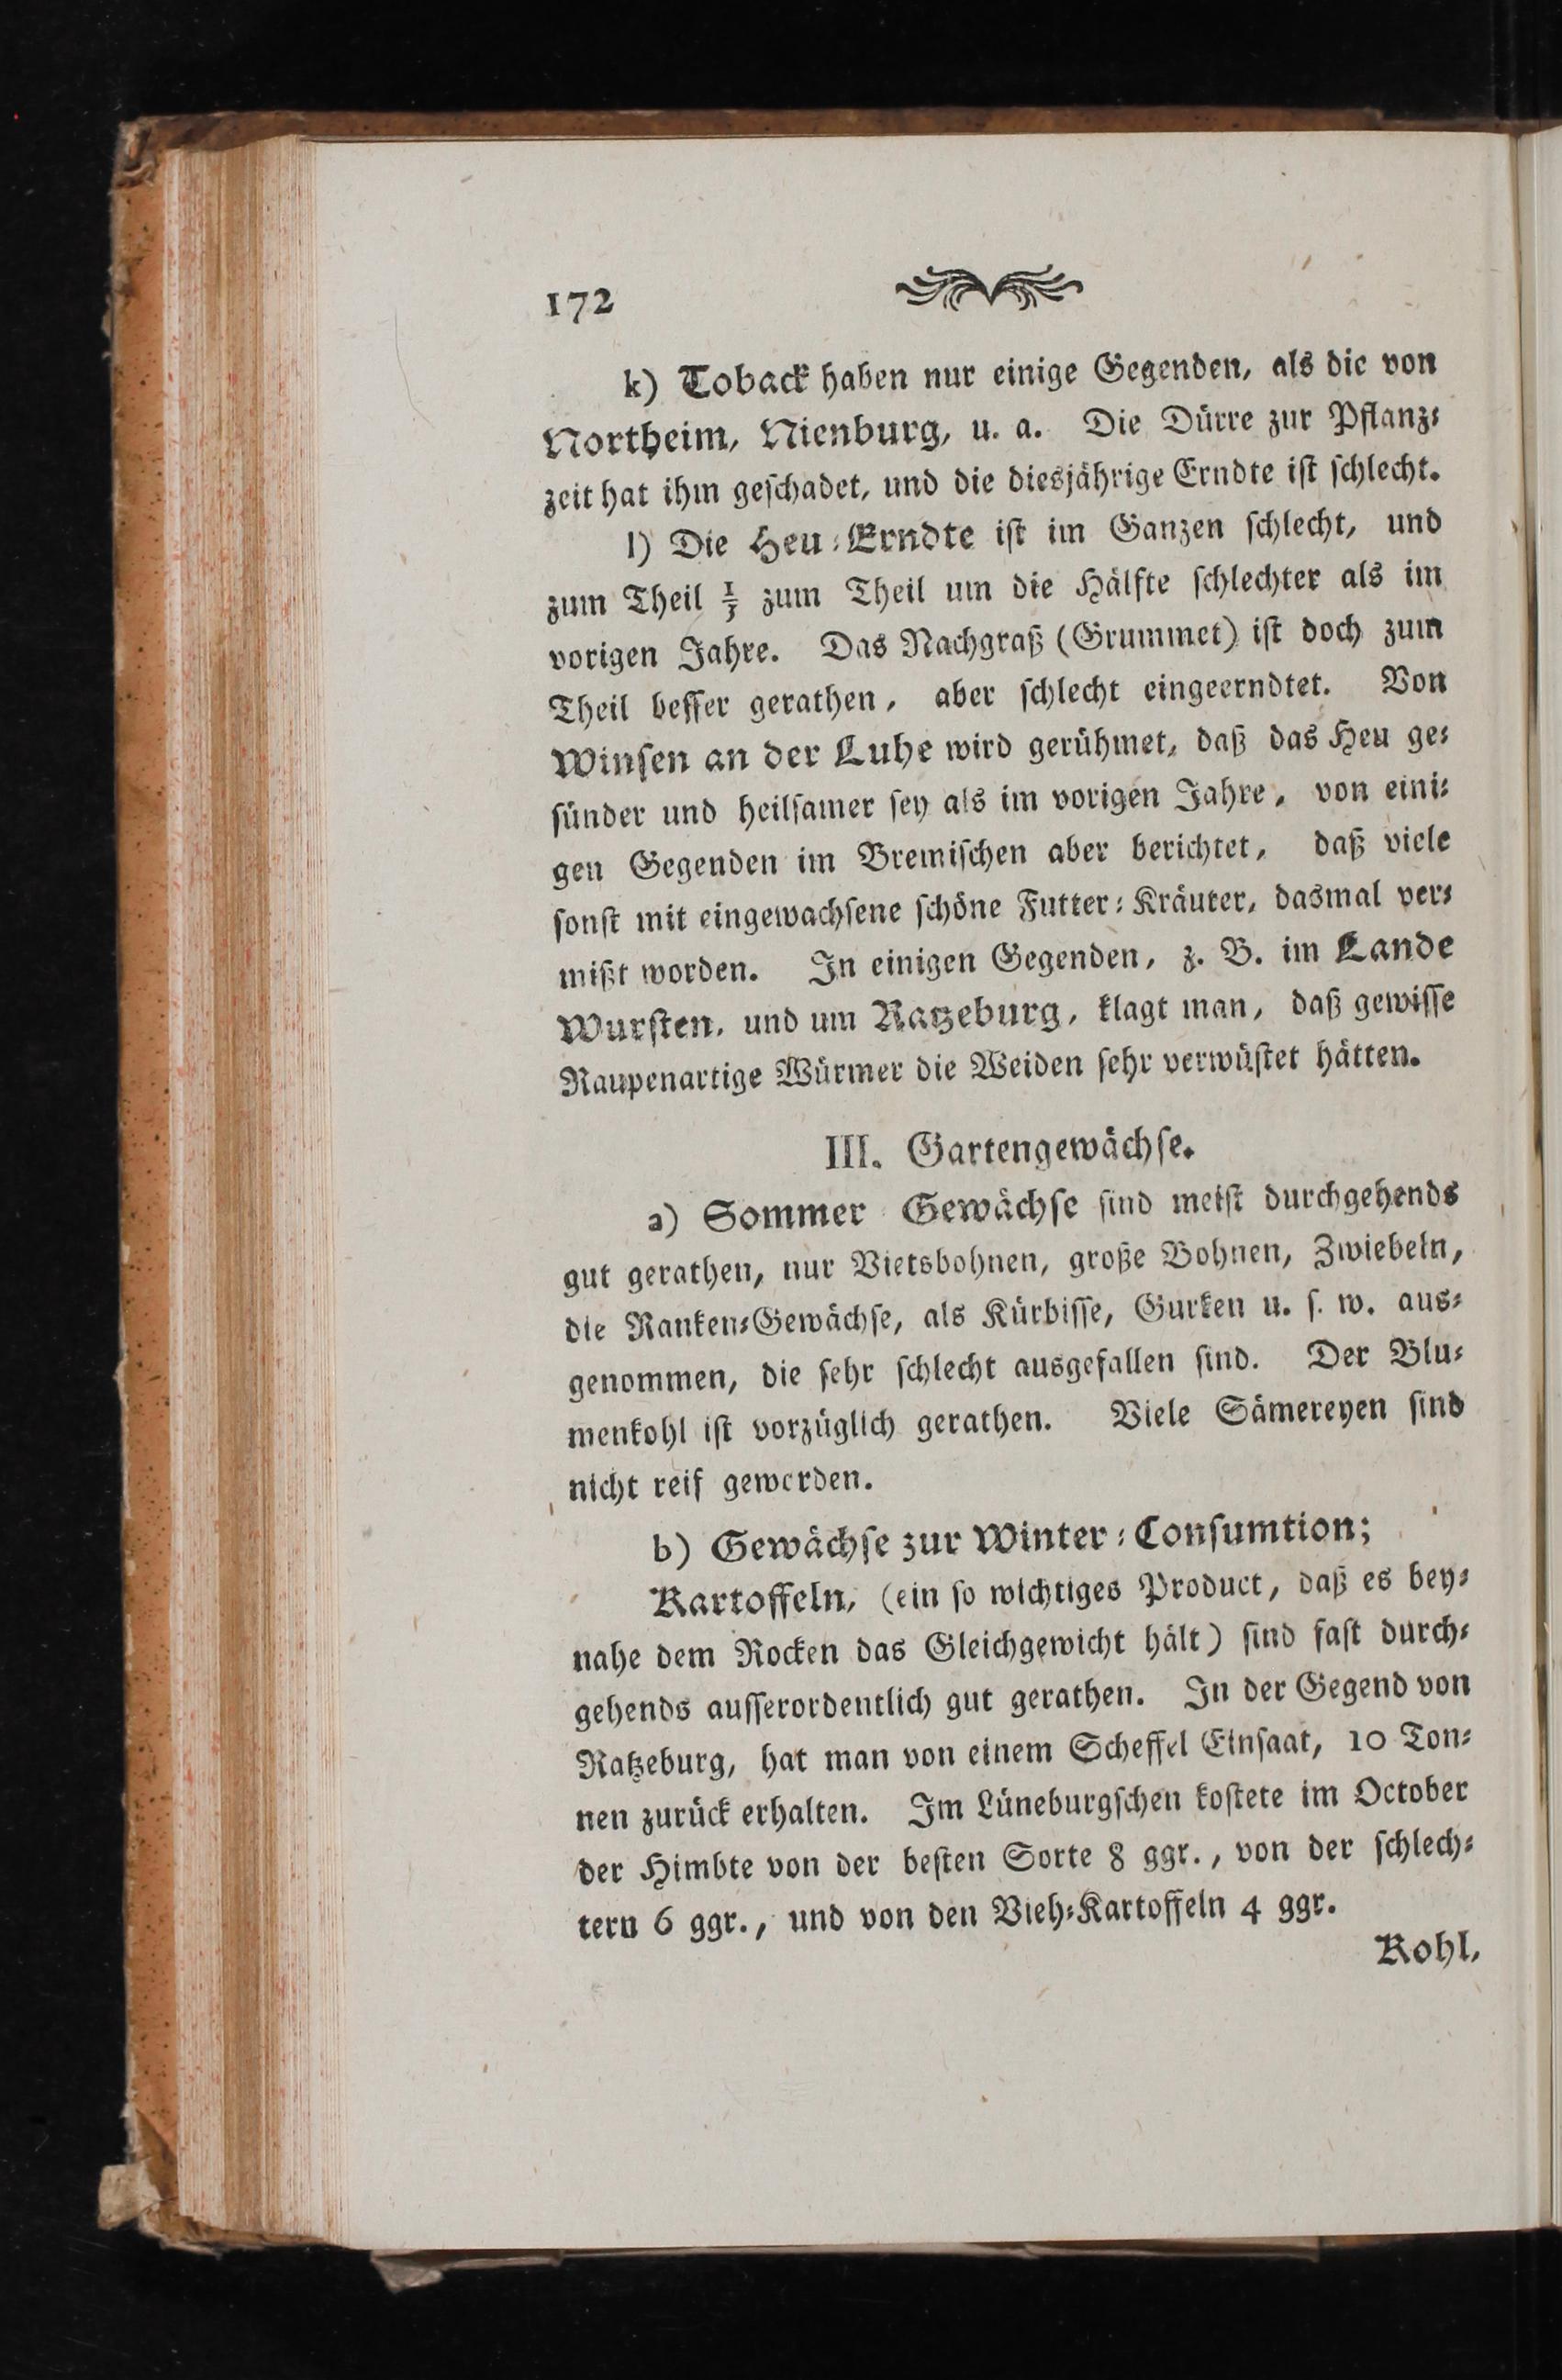 172
k) Toback haben nur einige Gegenden, als die von
Northeim, Nienburg, u. a. Die Dürre zur Pflanz⸗
zeit hat ihm geſchadet, und die diesjährige Erndte iſt ſchlecht.
l) Die Heu⸗Erndte iſt im Ganzen ſchlecht, und
zum Theil ⅓ zum Theil um die Hälfte ſchlechter als im
vorigen Jahre. Das Nachgraß (Grummet) iſt doch zum
Theil beſſer gerathen, aber ſchlecht eingeerndtet. Von
Winſen an der Luhe wird gerühmet, daß das Heu ge⸗
ſünder und heilſamer ſey als im vorigen Jahre, von eini⸗
gen Gegenden im Bremiſchen aber berichtet, daß viele
ſonſt mit eingewachſene ſchöne Futter⸗Kräuter, dasmal ver⸗
mißt worden. In einigen Gegenden, z. B. im Lande
Wurſten, und um Ratzeburg, klagt man, daß gewiſſe
Raupenartige Würmer die Weiden ſehr verwüſtet hätten.
III. Gartengewächſe.
a) Sommer Gewächſe ſind meiſt durchgehends
gut gerathen, nur Vietsbohnen, große Bohnen, Zwiebeln,
die Ranken⸗Gewächſe, als Kürbiſſe, Gurken u. ſ. w. aus⸗
genommen, die ſehr ſchlecht ausgefallen ſind. Der Blu⸗
menkohl iſt vorzüglich gerathen. Viele Sämereyen ſind
nicht reif geworden.
b) Gewächſe zur Winter⸗Conſumtion;
Kartoffeln, (ein ſo wichtiges Product, daß es bey⸗
nahe dem Rocken das Gleichgewicht hält) ſind faſt durch⸗
gehends auſſerordentlich gut gerathen. In der Gegend von
Ratzeburg, hat man von einem Scheffel Einſaat, 10 Ton⸗
nen zurück erhalten. Im Lüneburgſchen koſtete im October
der Himbte von der beſten Sorte 8 ggr., von der ſchlech⸗
tern 6 ggr., und von den Vieh⸗Kartoffeln 4 ggr.
Kohl,